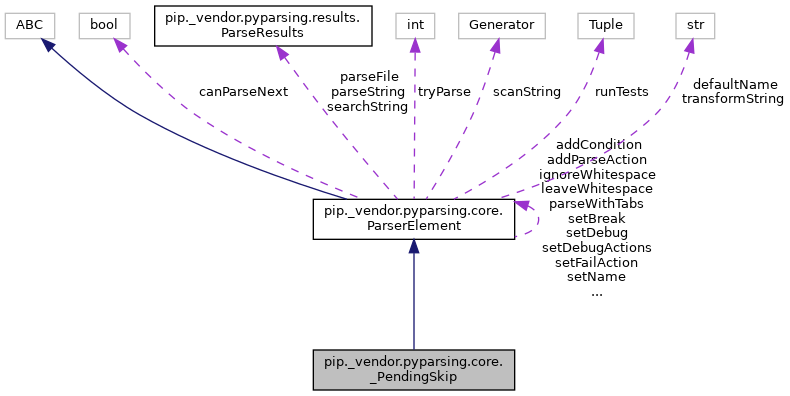 ABC
bool
pip._vendor.pyparsing.results.
ParseResults
int
Generator
Tuple
str
canParseNext
parseFile
parseString
searchString
tryParse
scanString
runTests
defaultName
transformString
addCondition
addParseAction
ignoreWhitespace
leaveWhitespace
parseWithTabs
setBreak
setDebug
setDebugActions
setFailAction
setName
...
pip._vendor.pyparsing.core.
ParserElement
pip._vendor.pyparsing.core.
_PendingSkip